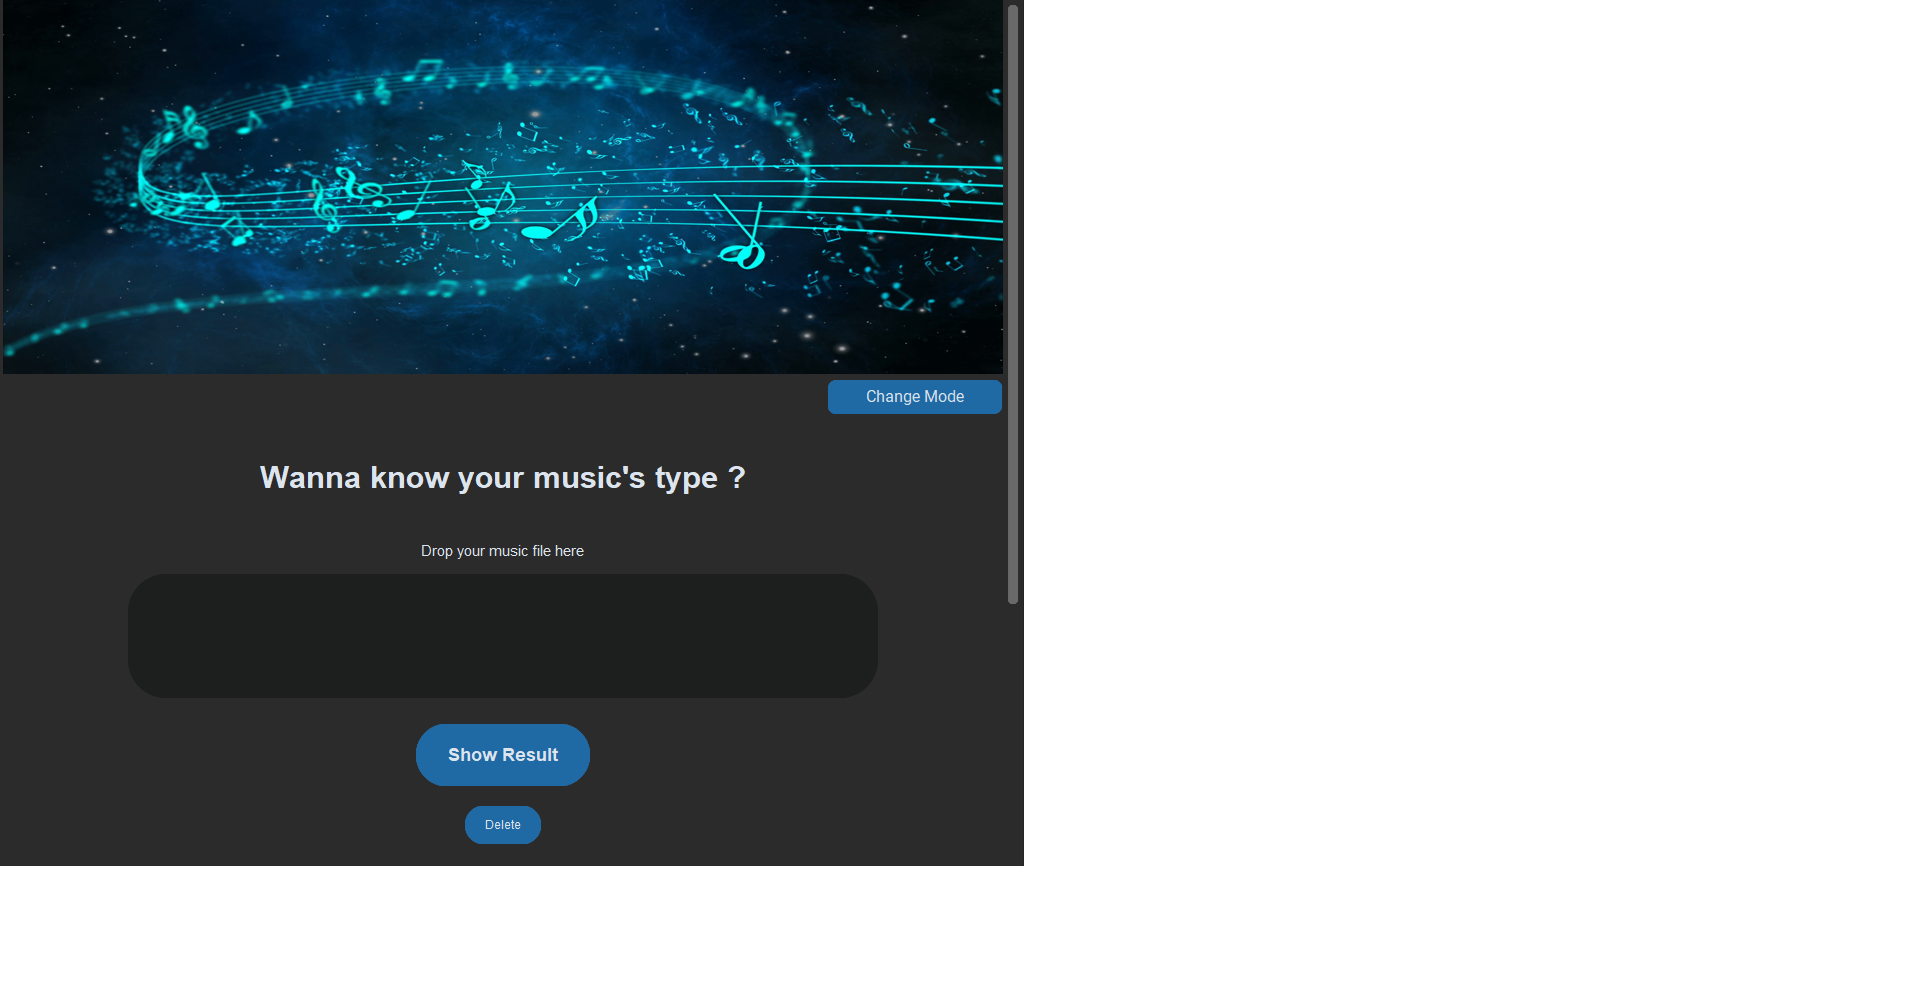 Change Mode
Wanna know your music's type ?
Drop your music file here
Show Result
Delete